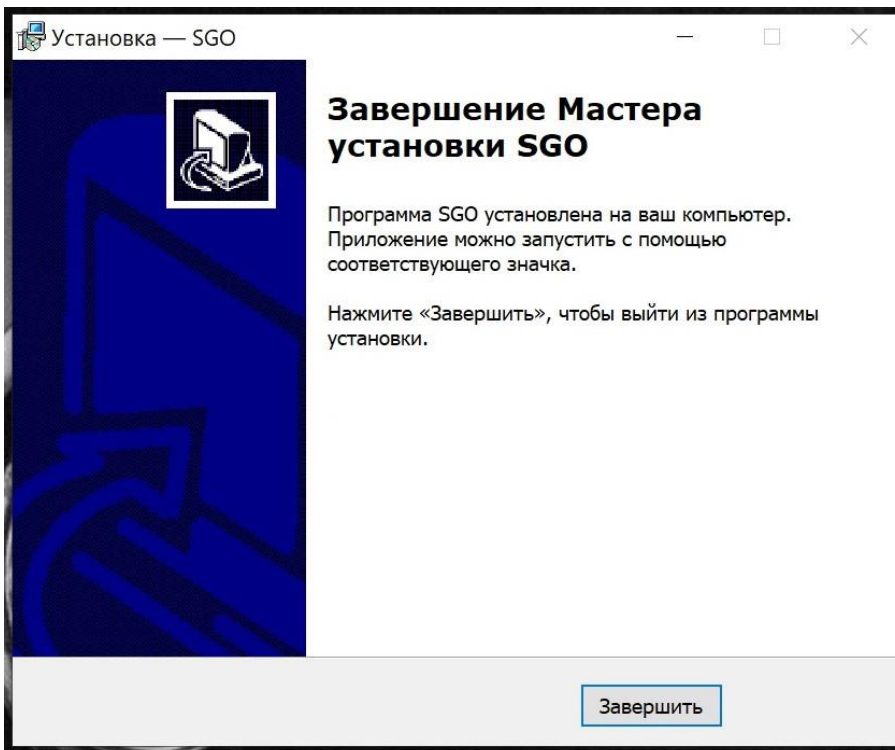 Установка — SGO
Завершение Мастера
установки SGO
Программа SGO установлена на ваш компьютер.
Приложение можно запустить с помощью
соответствующего значка.
Нажмите «Завершить», чтобы выйти из программы
установки.
Завершить